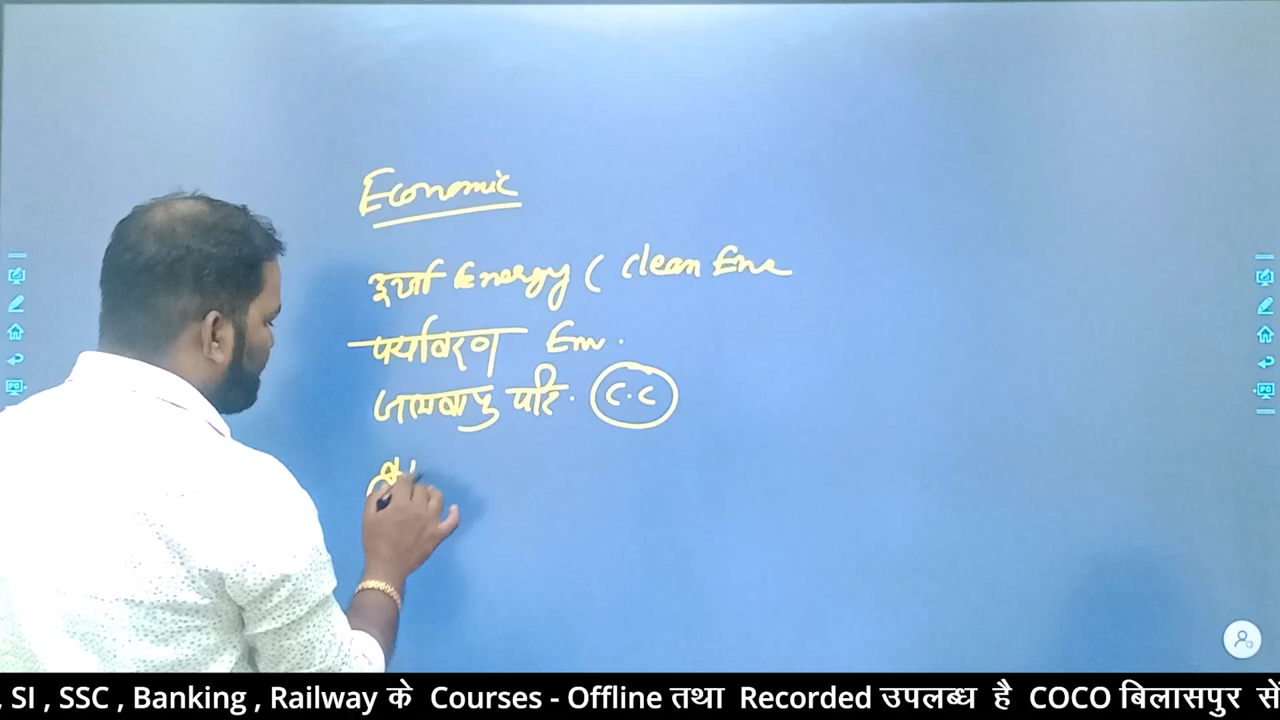 Economic
ऊर्जा Energy ( clean Ene
पर्यावरण Env.
जलवायु परि. C.C
, SI , SSC , Banking , Railway के Courses - Offline तथा Recorded उपलब्ध है COCO बिलासपुर सें